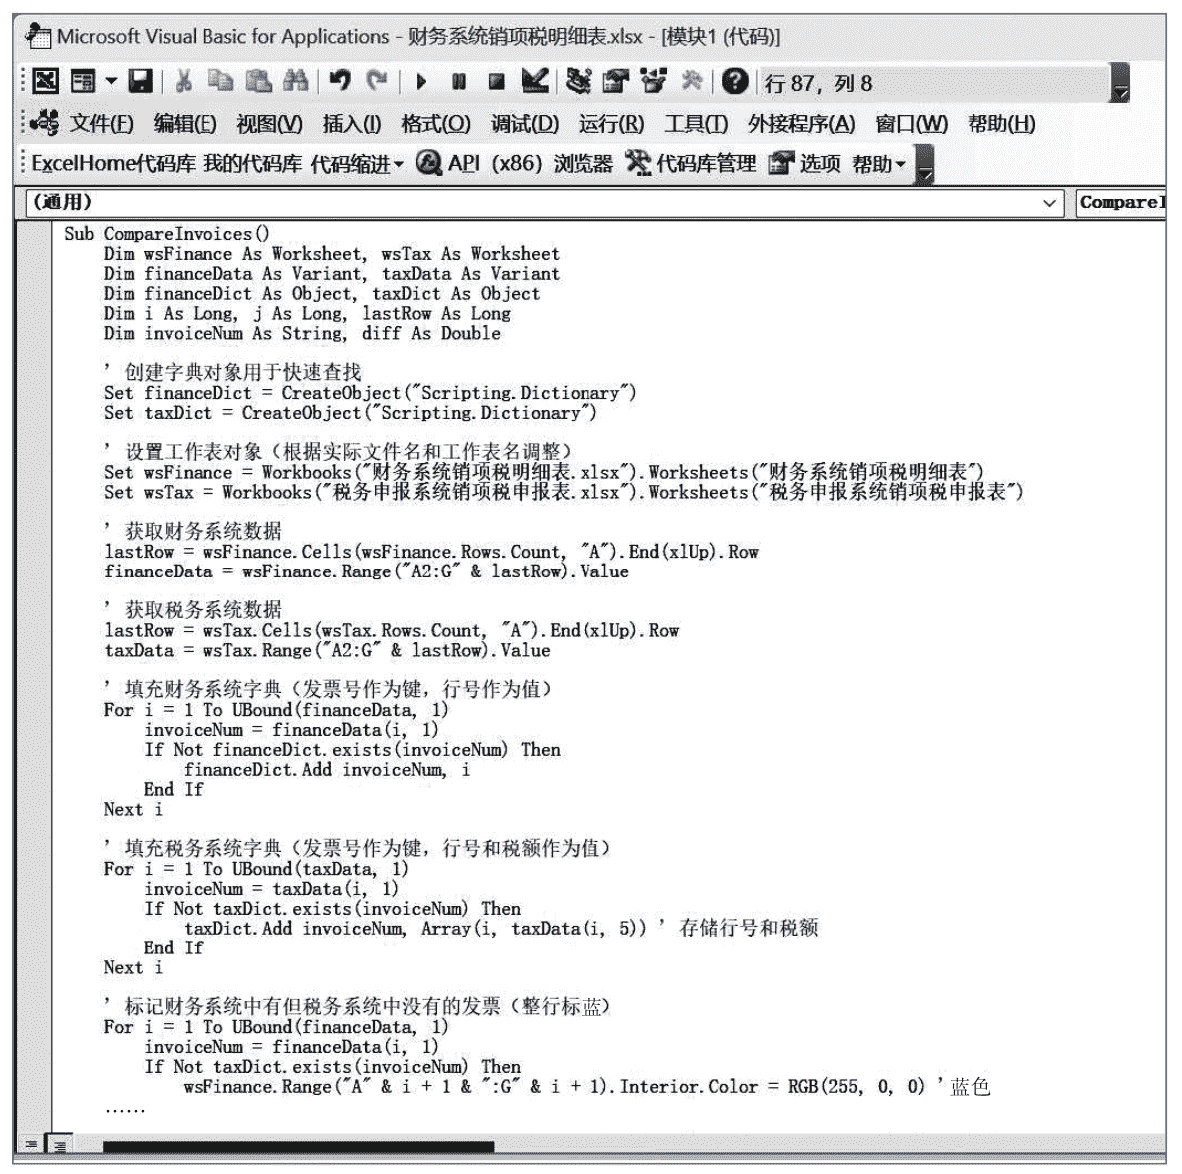 Microsoft Visual Basic for Applications - 财务系统销项税明细表.xlsx - [模块1 (代码)]
行 87，列 8
文件(F) 编辑(E) 视图(V) 插入(I) 格式(O) 调试(D) 运行(R) 工具(T) 外接程序(A) 窗口(W) 帮助(H)
ExcelHome代码库 我的代码库 代码缩进 API (x86) 浏览器 代码库管理 选项 帮助
(通用)
Sub CompareInvoices()
Dim wsFinance As Worksheet, wsTax As Worksheet
Dim financeData As Variant, taxData As Variant
Dim financeDict As Object, taxDict As Object
Dim i As Long, j As Long, lastRow As Long
Dim invoiceNum As String, diff As Double
' 创建字典对象用于快速查找
Set financeDict = CreateObject("Scripting.Dictionary")
Set taxDict = CreateObject("Scripting.Dictionary")
' 设置工作表对象（根据实际文件名和工作表名调整）
Set wsFinance = Workbooks("财务系统销项税明细表.xlsx").Worksheets("财务系统销项税明细表")
Set wsTax = Workbooks("税务申报系统销项税申报表.xlsx").Worksheets("税务申报系统销项税申报表")
' 获取财务系统数据
lastRow = wsFinance.Cells(wsFinance.Rows.Count, "A").End(xlUp).Row
financeData = wsFinance.Range("A2:G" & lastRow).Value
' 获取税务系统数据
lastRow = wsTax.Cells(wsTax.Rows.Count, "A").End(xlUp).Row
taxData = wsTax.Range("A2:G" & lastRow).Value
' 填充财务系统字典（发票号作为键，行号作为值）
For i = 1 To UBound(financeData, 1)
invoiceNum = financeData(i, 1)
If Not financeDict.exists(invoiceNum) Then
financeDict.Add invoiceNum, i
End If
Next i
' 填充税务系统字典（发票号作为键，行号和税额作为值）
For i = 1 To UBound(taxData, 1)
invoiceNum = taxData(i, 1)
If Not taxDict.exists(invoiceNum) Then
taxDict.Add invoiceNum, Array(i, taxData(i, 5)) ' 存储行号和税额
End If
Next i
' 标记财务系统中有但税务系统中没有的发票（整行标蓝）
For i = 1 To UBound(financeData, 1)
invoiceNum = financeData(i, 1)
If Not taxDict.exists(invoiceNum) Then
wsFinance.Range("A" & i + 1 & ":G" & i + 1).Interior.Color = RGB(255, 0, 0) '蓝色
……